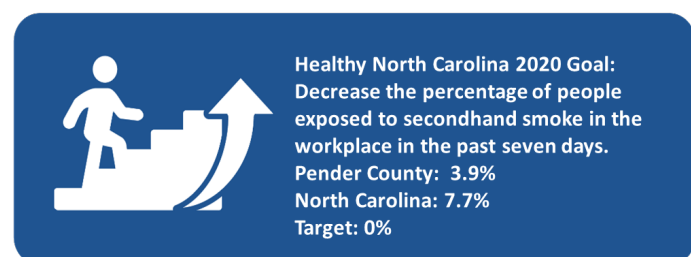 Healthy North Carolina 2020 Goal:
Decrease the percentage of people
exposed to secondhand smoke in the
workplace in the past seven days.
Pender County:  3.9%
North Carolina: 7.7%
Target: 0%